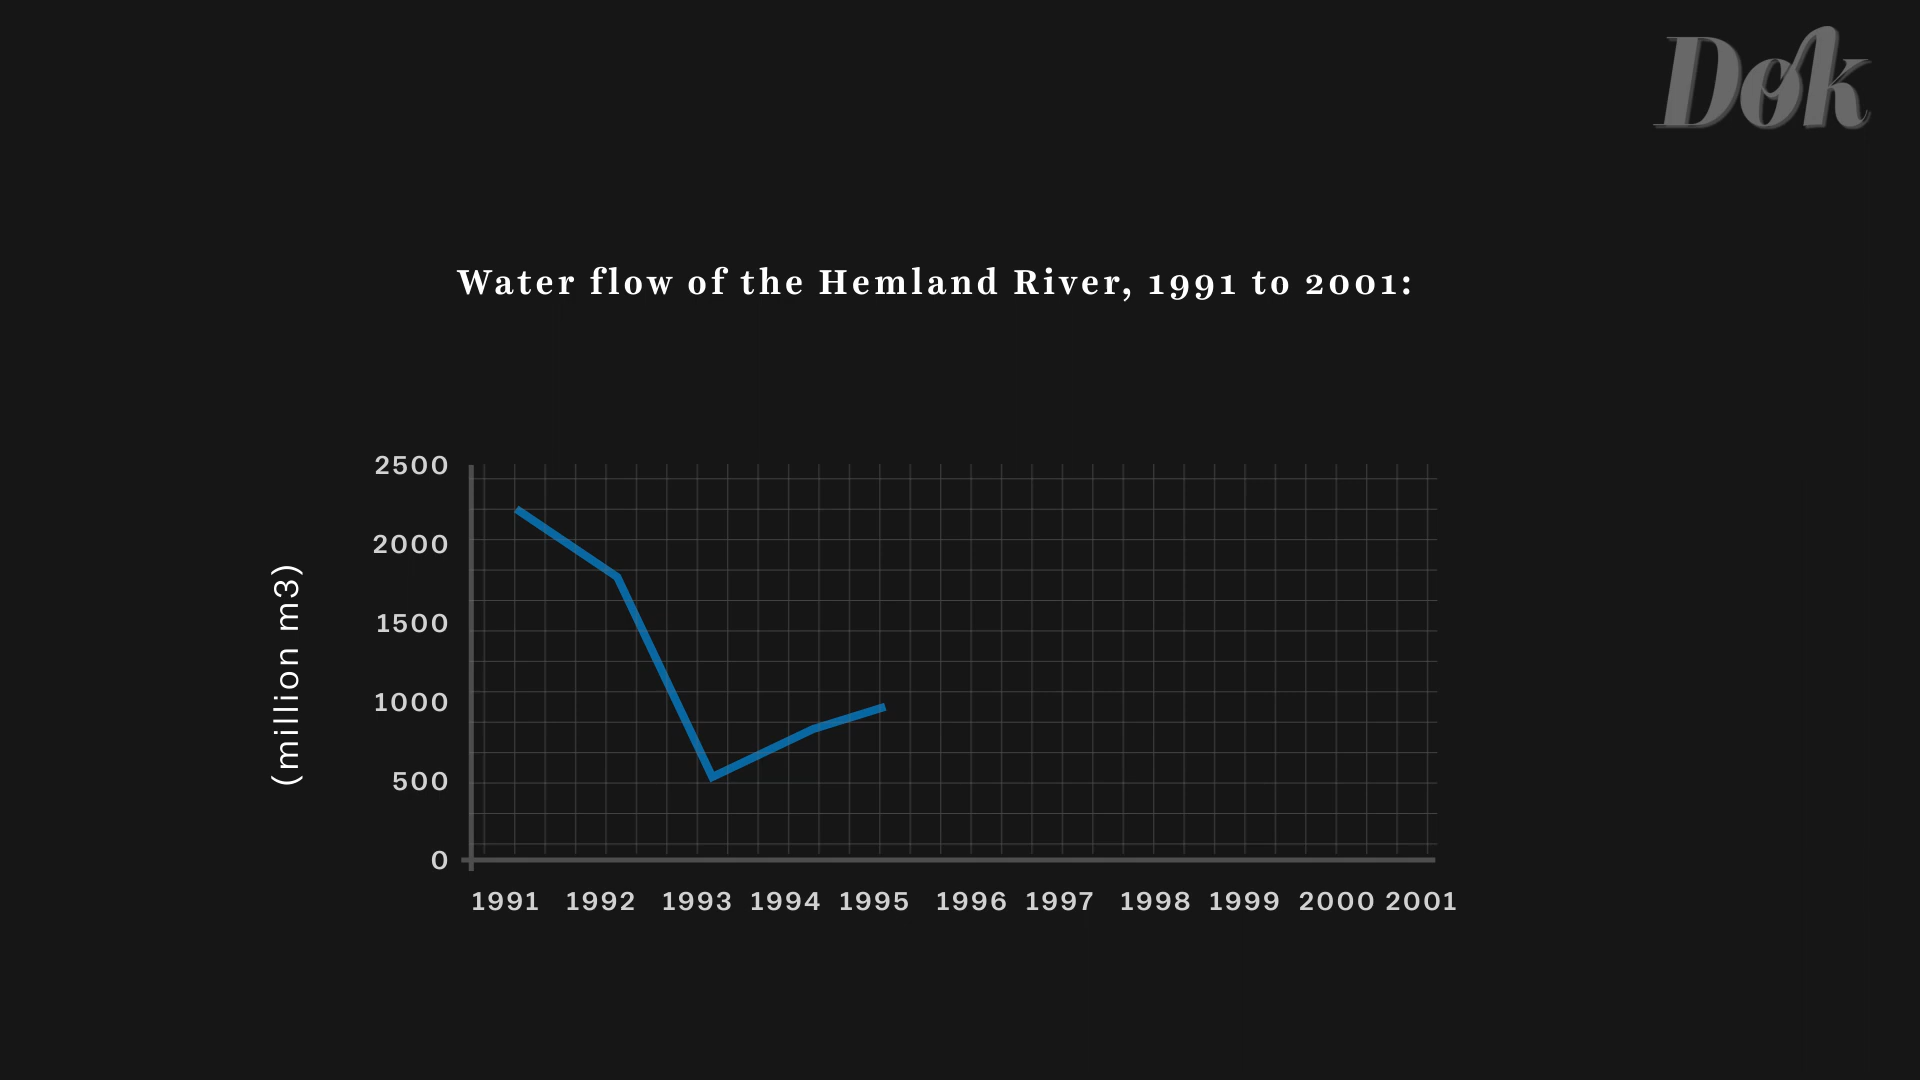 Dok
Water flow of the Hemland River, 1991 to 2001:
(million m3)
2500
2000
1500
1000
500
0
1991 1992 1993 1994 1995 1996 1997 1998 1999 2000 2001